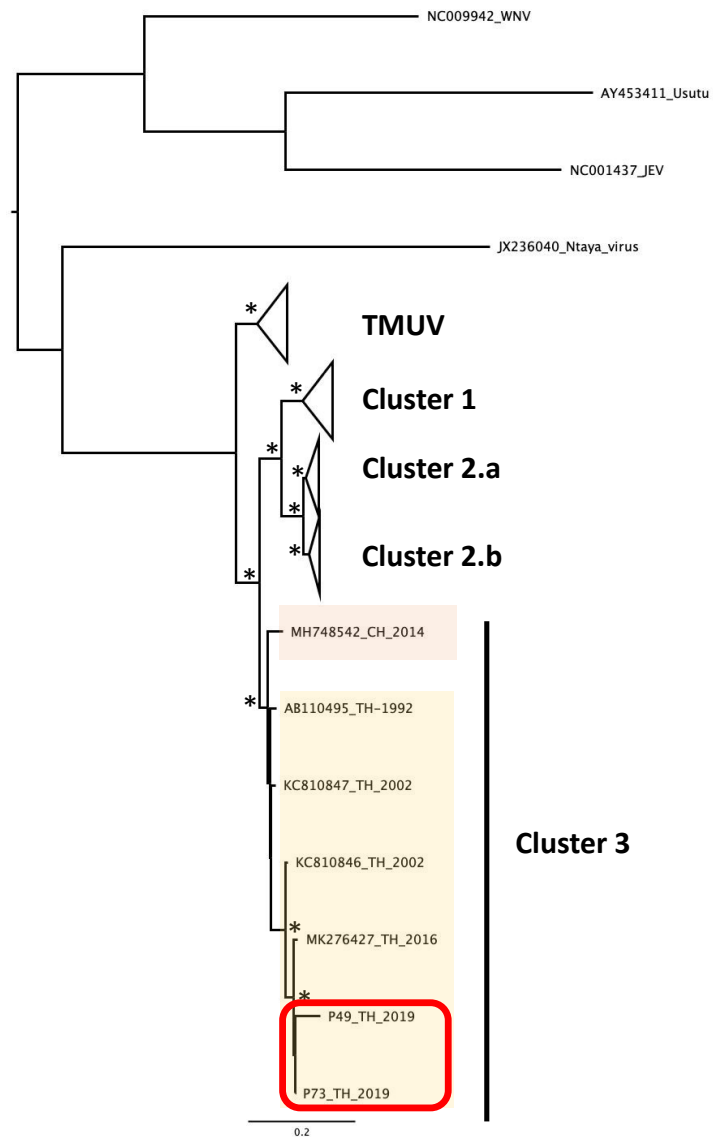 NC009942_WNV
AY453411_Usutu
NC001437_JEV
JX236040_Ntaya_virus
*
TMUV
*
Cluster 1
*
*
Cluster 2.a
*
*
Cluster 2.b
*
MH748542_CH_2014
*
AB110495_TH-1992
KC810847_TH_2002
Cluster 3
KC810846_TH_2002
*
MK276427_TH_2016
*
P49_TH_2019
P73_TH_2019
0.2